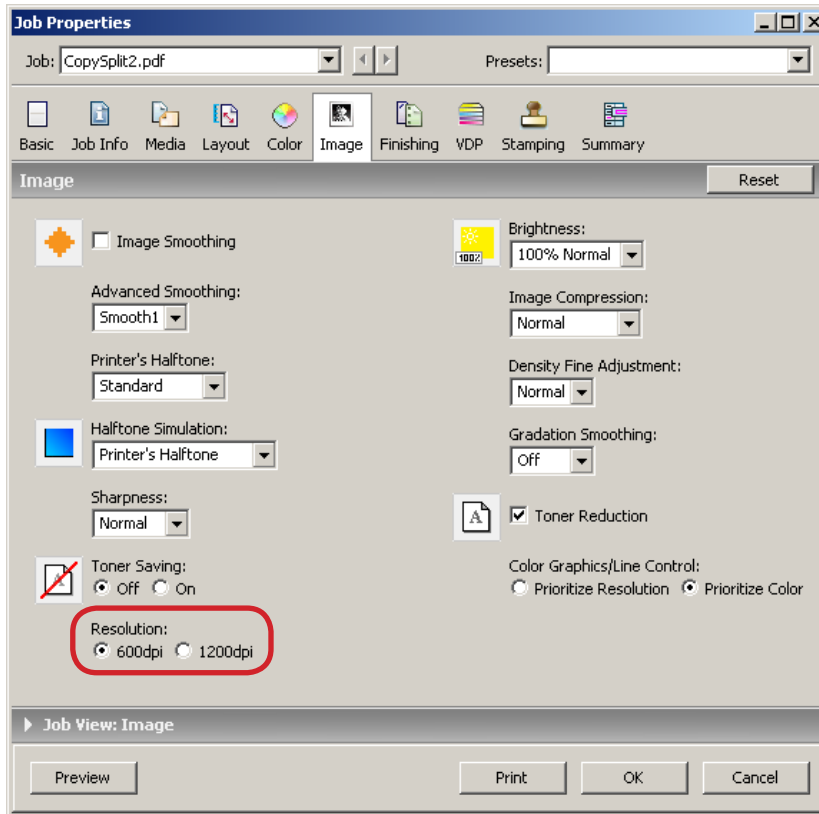 Job Properties
Job: CopySplit2.pdf Presets:
Basic Job Info Media Layout Color Image Finishing VDP Stamping Summary
Image Reset
Image Smoothing
Advanced Smoothing:
Smooth1
Printer's Halftone:
Standard
Halftone Simulation:
Printer's Halftone
Sharpness:
Normal
A
Toner Saving:
Off On
Resolution:
600dpi 1200dpi
Brightness:
100%
100% Normal
Image Compression:
Normal
Density Fine Adjustment:
Normal
Gradation Smoothing:
Off
A
Toner Reduction
Color Graphics/Line Control:
Prioritize Resolution Prioritize Color
Job View: Image
Preview Print OK Cancel